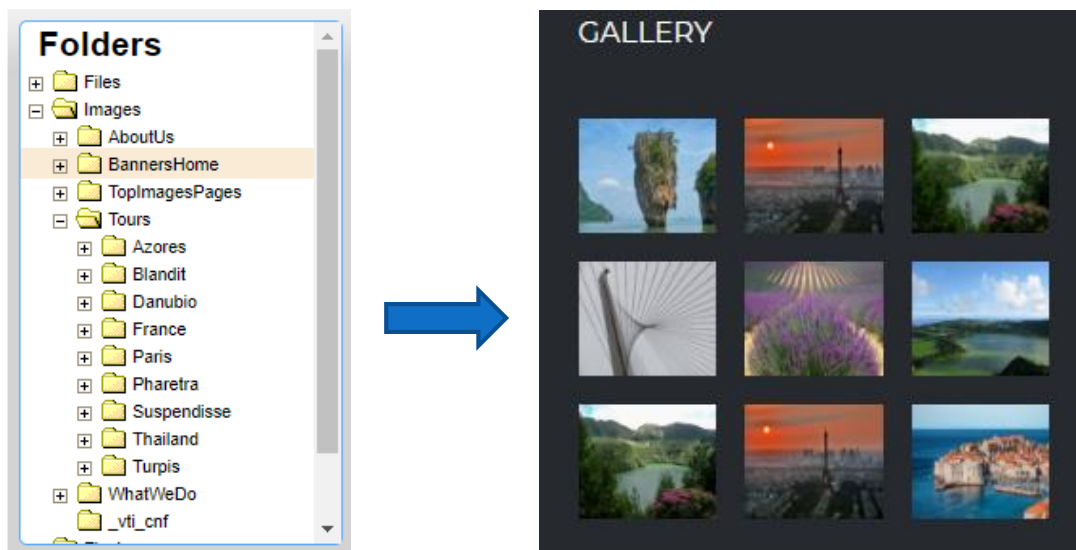 Folders
Files
Images
AboutUs
BannersHome
TopImagesPages
Tours
Azores
Blandit
Danubio
France
Paris
Pharetra
Suspendisse
Thailand
Turpis
WhatWeDo
_vti_cnf
GALLERY